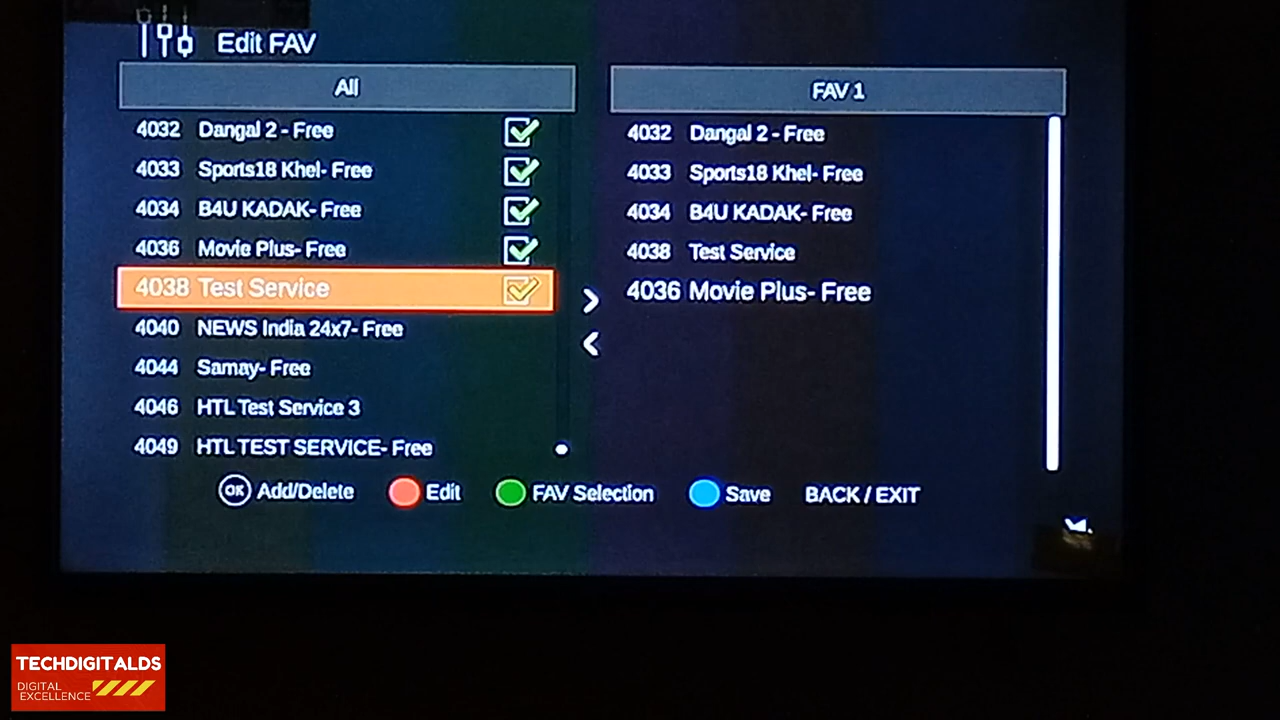 Edit FAV
All
4032 Dangal 2 - Free
4033 Sports18 Khel- Free
4034 B4U KADAK- Free
4036 Movie Plus- Free
4038 Test Service
4040 NEWS India 24x7- Free
4044 Samay- Free
4046 HTL Test Service 3
4049 HTL TEST SERVICE- Free
FAV 1
4032 Dangal 2 - Free
4033 Sports18 Khel- Free
4034 B4U KADAK- Free
4038 Test Service
4036 Movie Plus- Free
OK Add/Delete Edit FAV Selection Save BACK / EXIT
TECHDIGITALDS
DIGITAL
EXCELLENCE